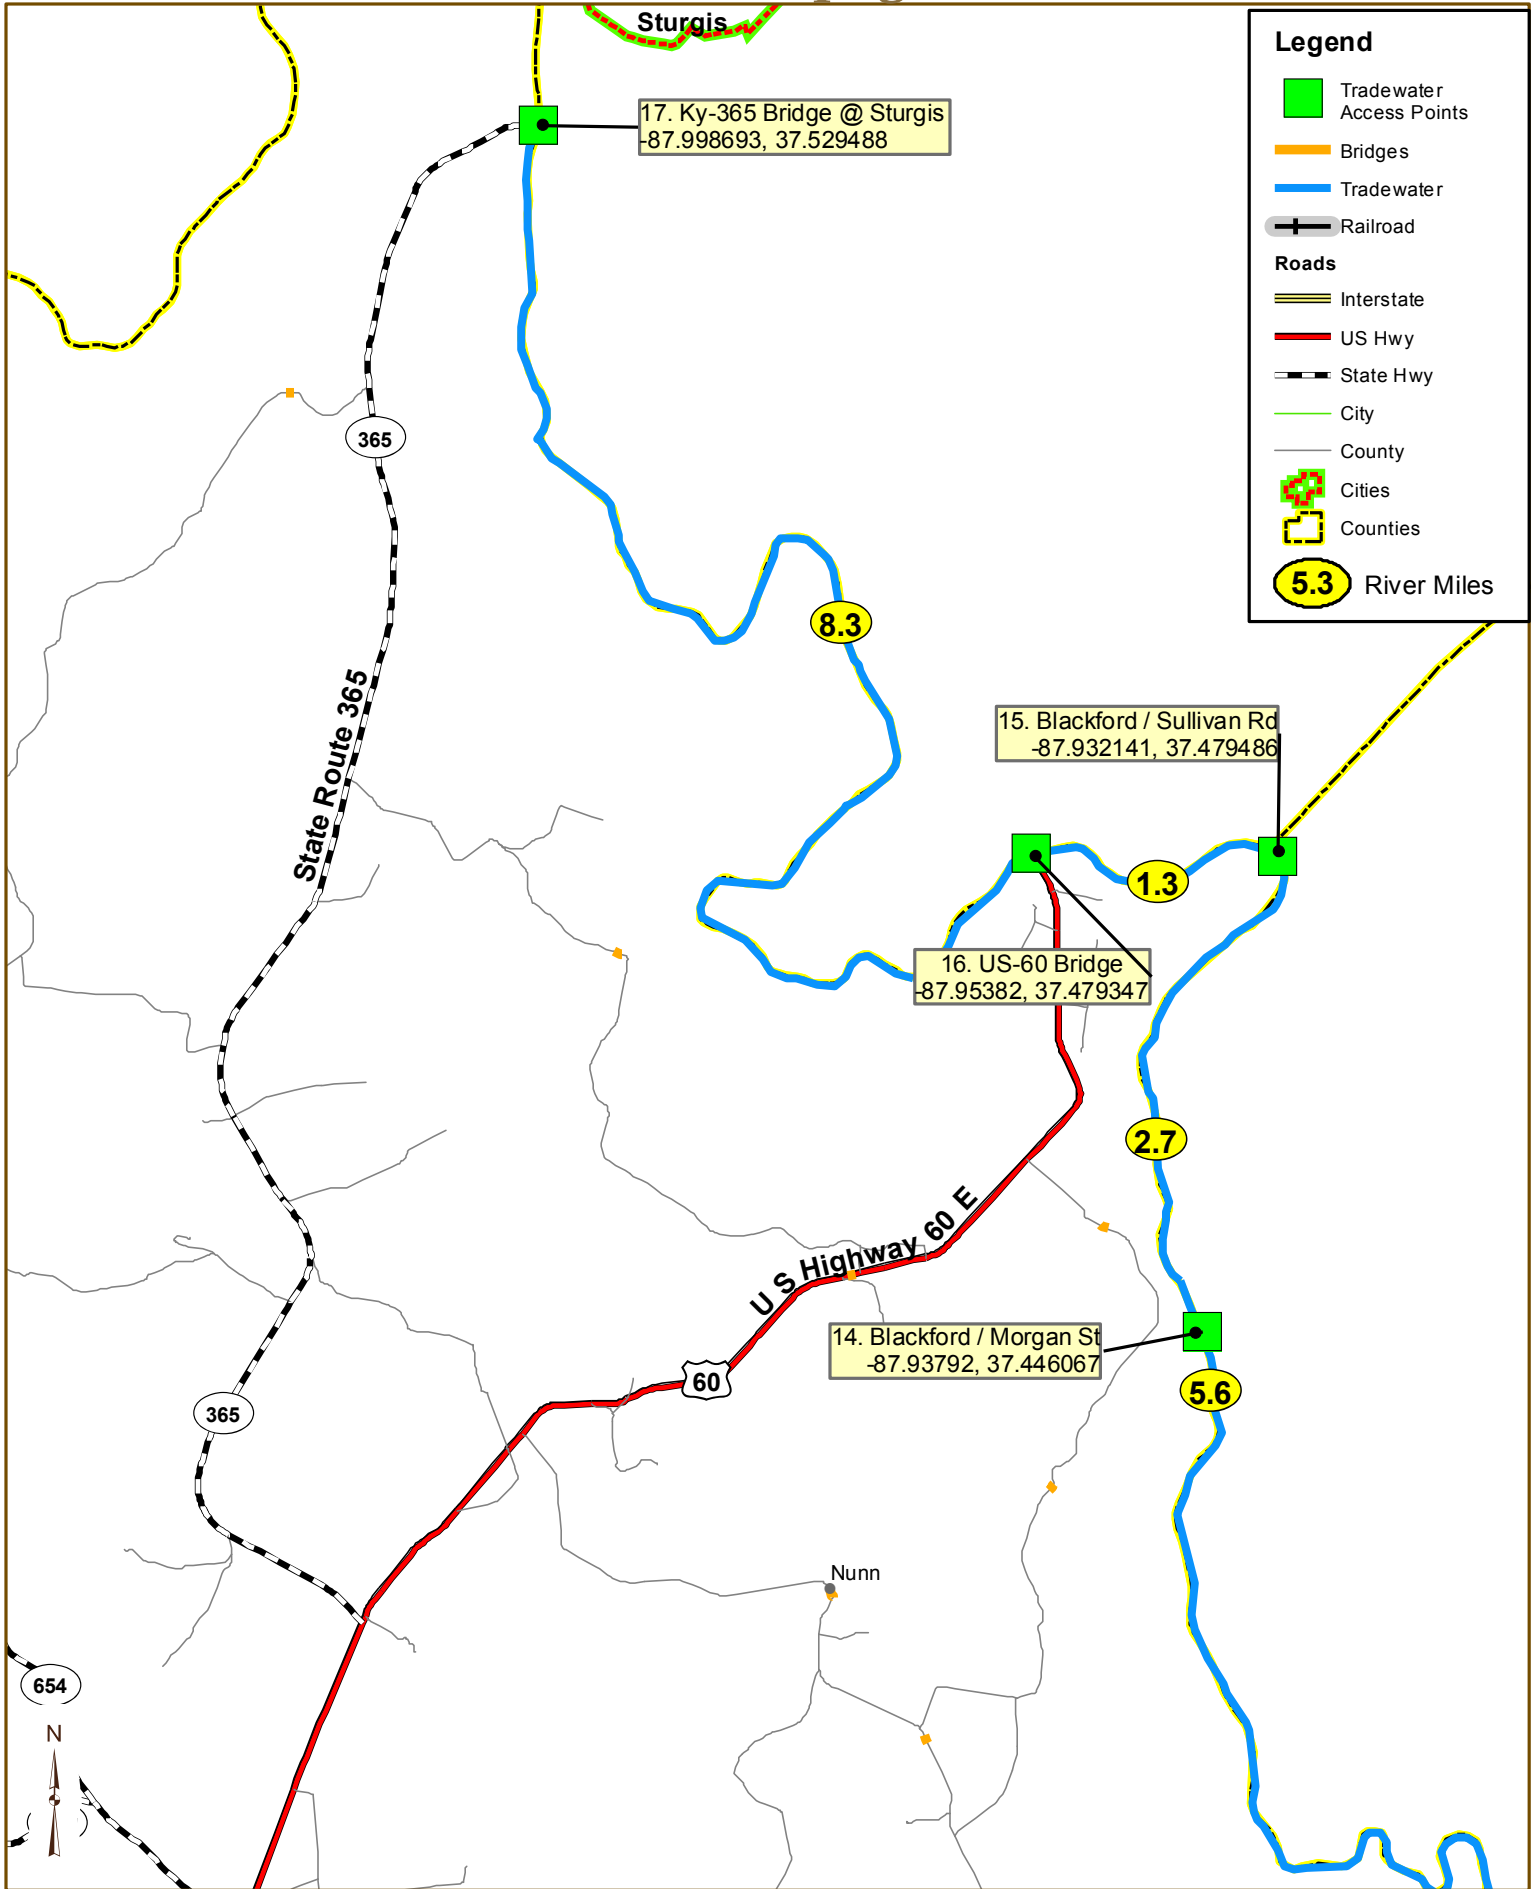 Sturgis
17. Ky-365 Bridge @ Sturgis
-87.998693, 37.529488
Legend
Tradewater
Access Points
Bridges
Tradewater
Railroad
Roads
Interstate
US Hwy
State Hwy
City
County
Cities
Counties
5.3 River Miles
365
8.3
State Route 365
15. Blackford / Sullivan Rd
-87.932141, 37.479486
1.3
16. US-60 Bridge
-87.95382, 37.479347
2.7
U S Highway 60 E
14. Blackford / Morgan St
-87.93792, 37.446067
60
5.6
365
Nunn
654
N